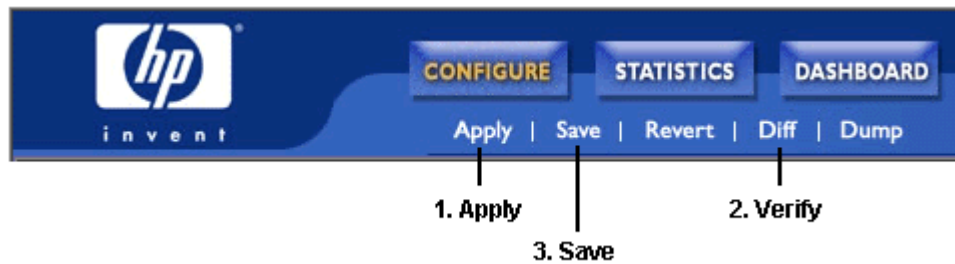 hp
invent
CONFIGURE STATISTICS DASHBOARD
Apply | Save | Revert | Diff | Dump
1. Apply 2. Verify
3. Save